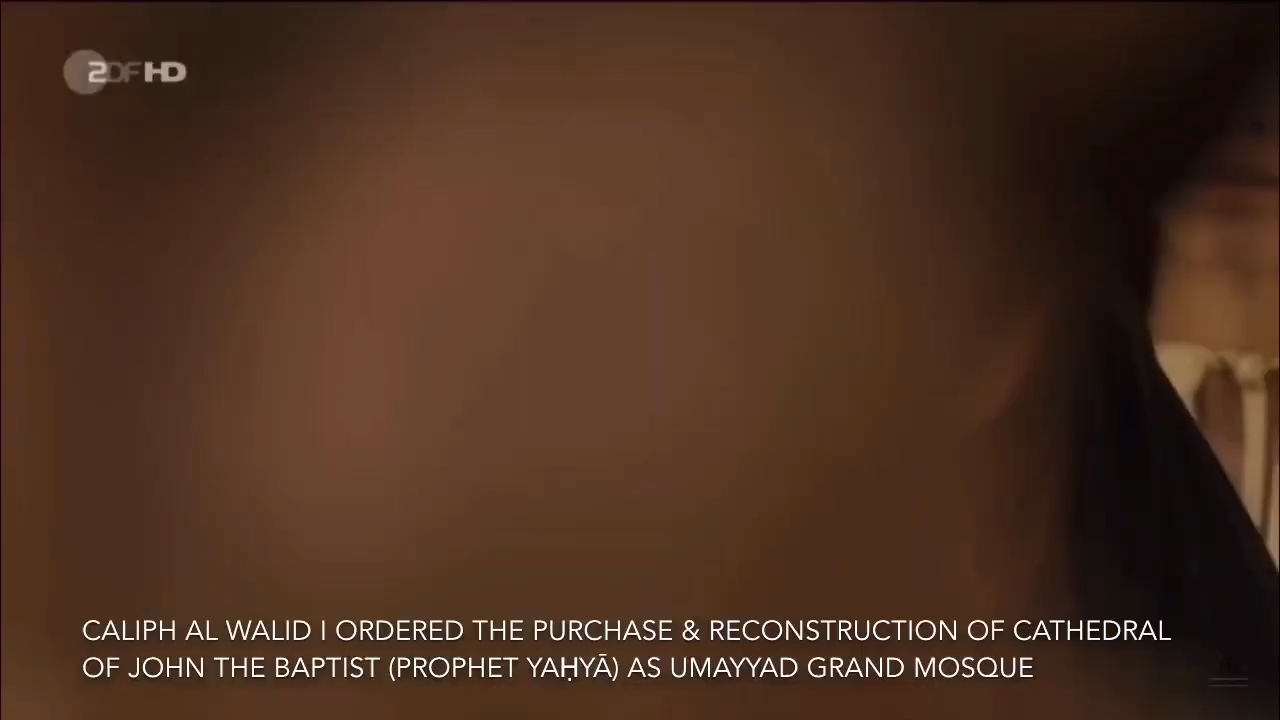 ZDF HD
CALIPH AL WALID I ORDERED THE PURCHASE & RECONSTRUCTION OF CATHEDRAL
OF JOHN THE BAPTIST (PROPHET YAḤYĀ) AS UMAYYAD GRAND MOSQUE